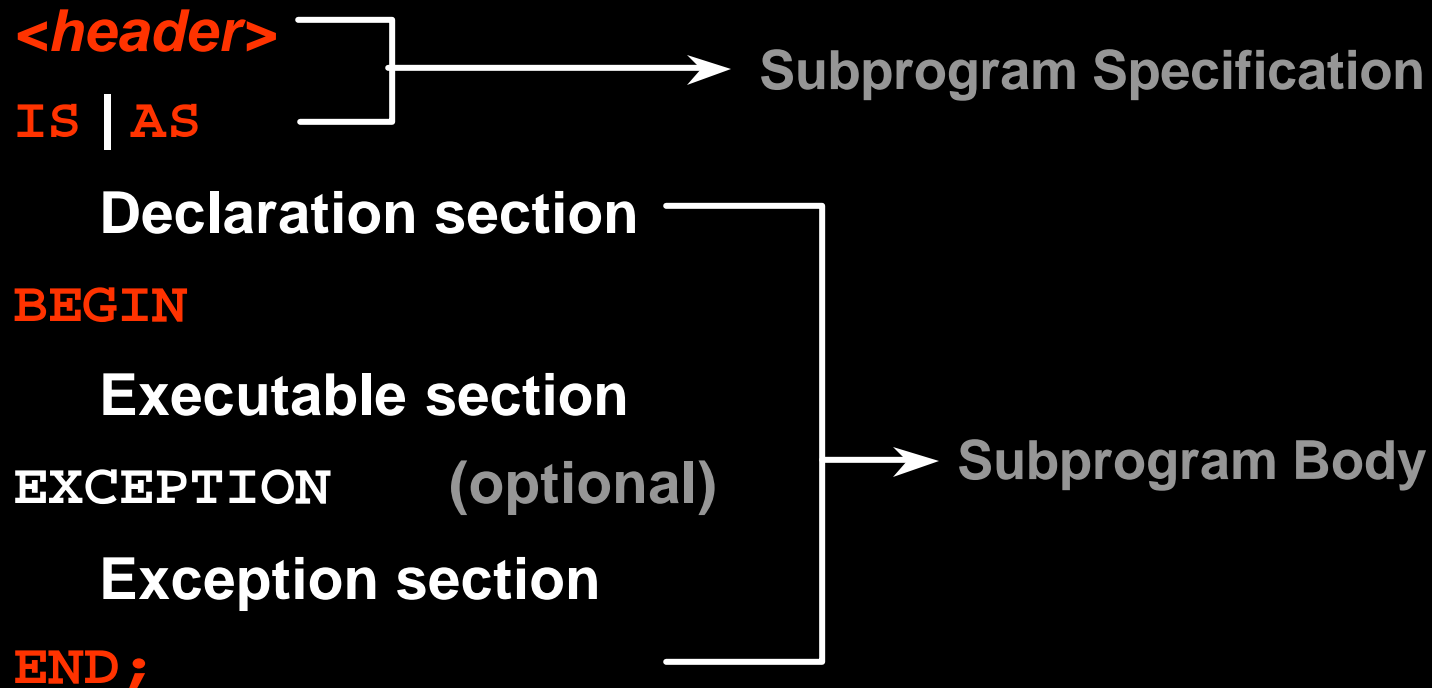 <header>
Subprogram Specification
IS | AS
Declaration section
BEGIN
Executable section
EXCEPTION (optional)
Subprogram Body
Exception section
END;